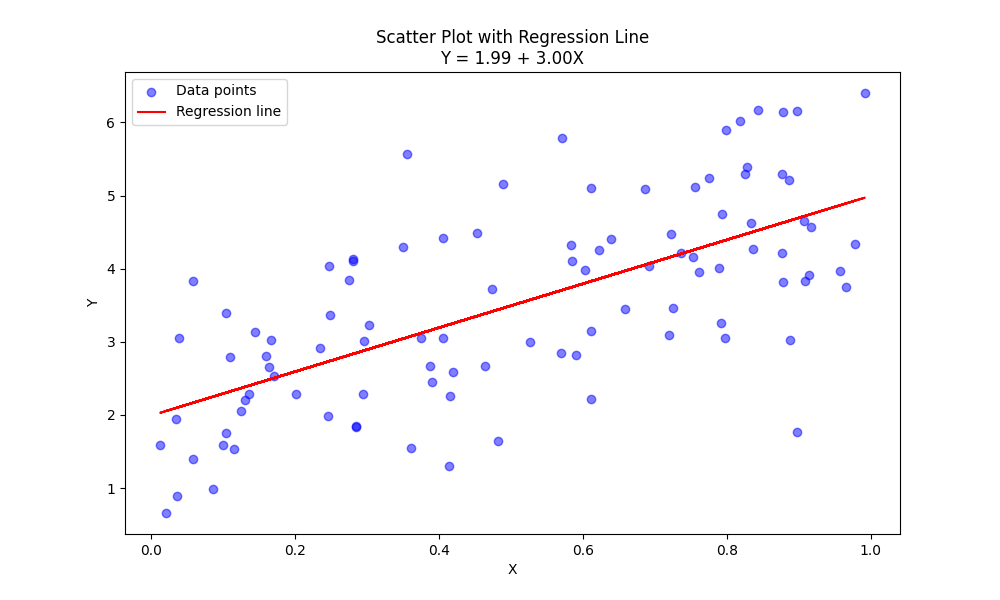 Scatter Plot with Regression Line
Y = 1.99 + 3.00X
Data points
Regression line
6
5
4
3
2
1
Y
0.0 0.2 0.4 0.6 0.8 1.0
X